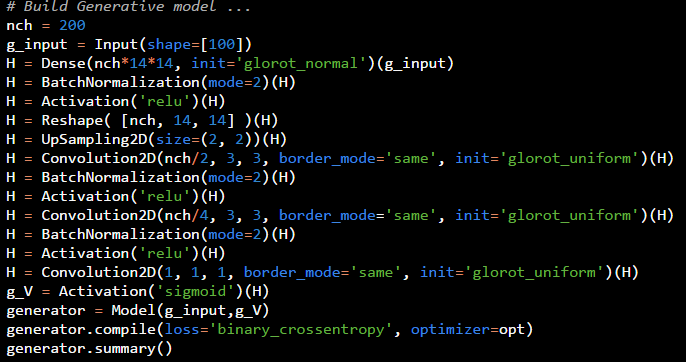 # Build Generative model ...
nch = 200
g_input = Input(shape=[100])
H = Dense(nch*14*14, init='glorot_normal')(g_input)
H = BatchNormalization(mode=2)(H)
H = Activation('relu')(H)
H = Reshape( [nch, 14, 14] )(H)
H = UpSampling2D(size=(2, 2))(H)
H = Convolution2D(nch/2, 3, 3, border_mode='same', init='glorot_uniform')(H)
H = BatchNormalization(mode=2)(H)
H = Activation('relu')(H)
H = Convolution2D(nch/4, 3, 3, border_mode='same', init='glorot_uniform')(H)
H = BatchNormalization(mode=2)(H)
H = Activation('relu')(H)
H = Convolution2D(1, 1, 1, border_mode='same', init='glorot_uniform')(H)
g_V = Activation('sigmoid')(H)
generator = Model(g_input,g_V)
generator.compile(loss='binary_crossentropy', optimizer=opt)
generator.summary()